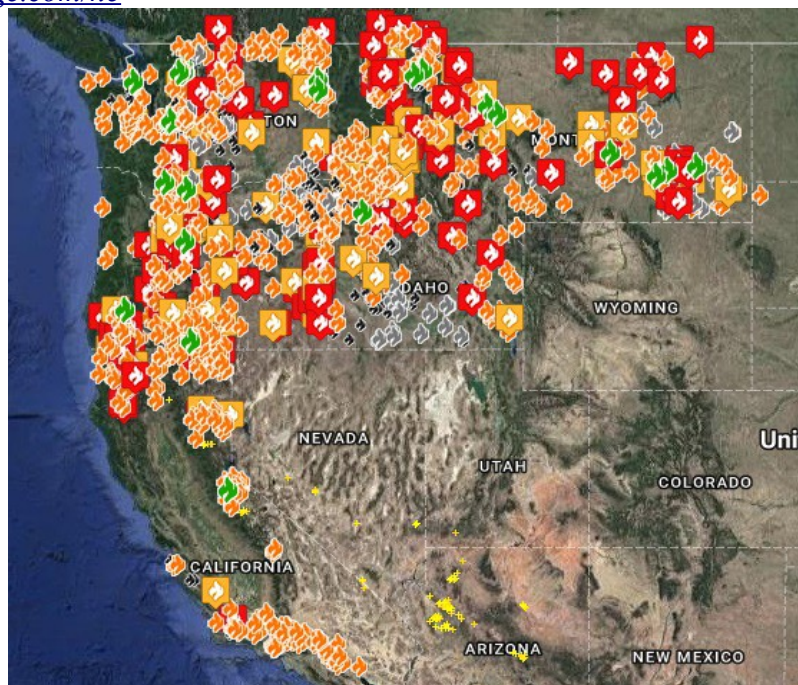 TON
MONT
DAHO
WYOMING
NEVADA
Uni
UTAH
COLORADO
CALIFORNIA
ARIZONA
NEW MEXICO